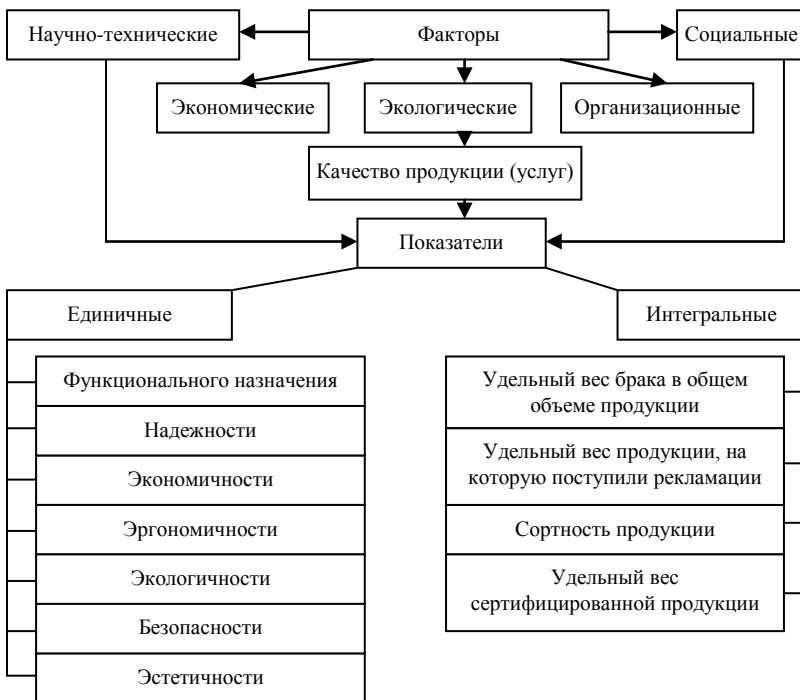 Научно-технические
Факторы
Социальные
Экономические
Экологические
Организационные
Качество продукции (услуг)
Показатели
Единичные
Интегральные
Функционального назначения
Надежности
Экономичности
Эргономичности
Экологичности
Безопасности
Эстетичности
Удельный вес брака в общем
объеме продукции
Удельный вес продукции, на
которую поступили рекламации
Сортность продукции
Удельный вес
сертифицированной продукции